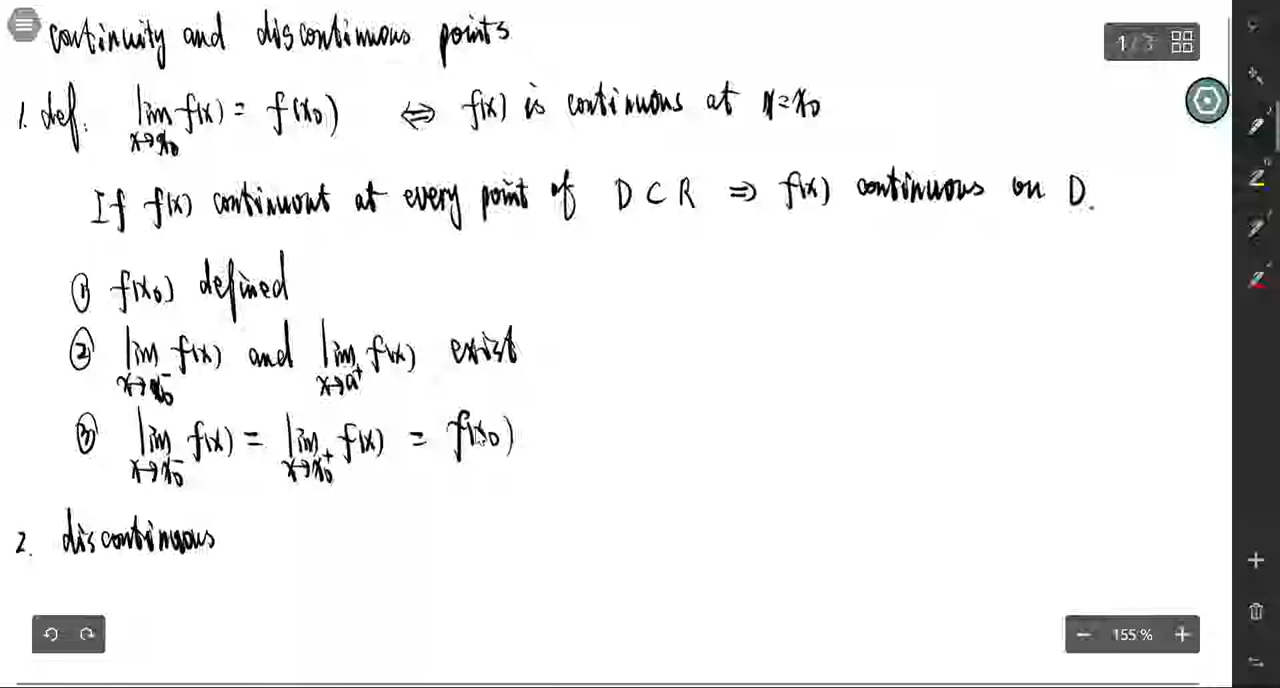 continuity and discontinuous points
1/3
1. def: lim x→x₀ f(x) = f(x₀) ⇔ f(x) is continuous at x=x₀
If f(x) continuout at every point of D ⊂ R ⇒ f(x) continuous on D.
① f(x₀) defined
② lim x→x₀⁻ f(x) and lim x→a⁺ f(x) exist
③ lim x→x₀⁻ f(x) = lim x→x₀⁺ f(x) = f(x₀)
2. discontinuous
155%